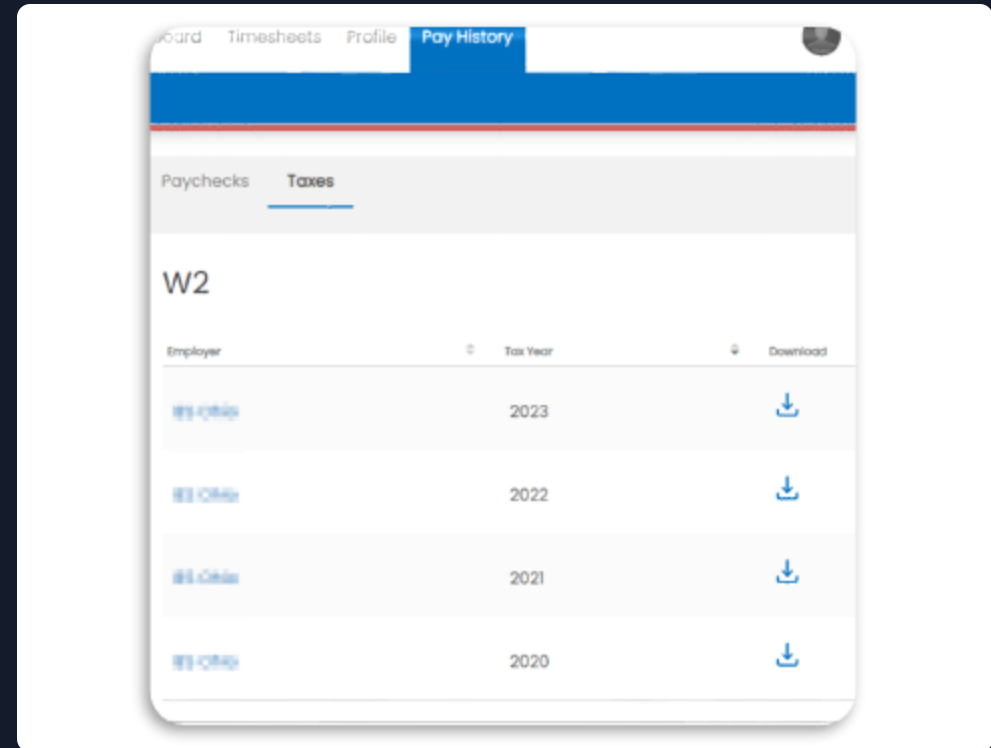 Timesheets Profile Pay History
Paychecks Taxes
W2
Employer Tax Year Download
2023
2022
2021
2020